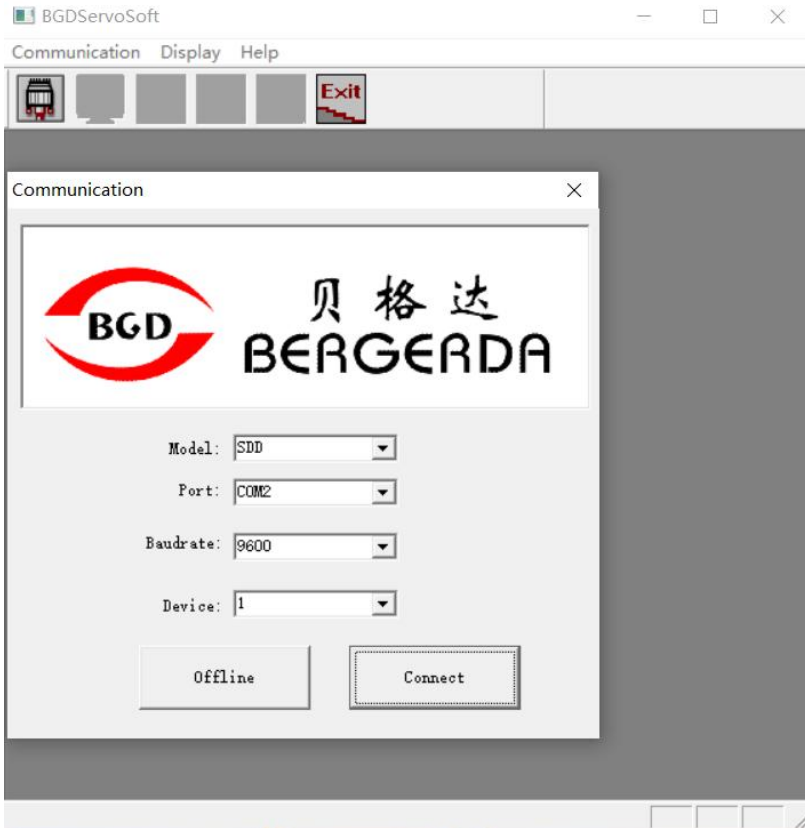 BGDServoSoft
Communication Display Help
Exit
Communication
BGD
贝格达
BERGERDA
Model: SDD
Port: COM2
Baudrate: 9600
Device: 1
Offline Connect